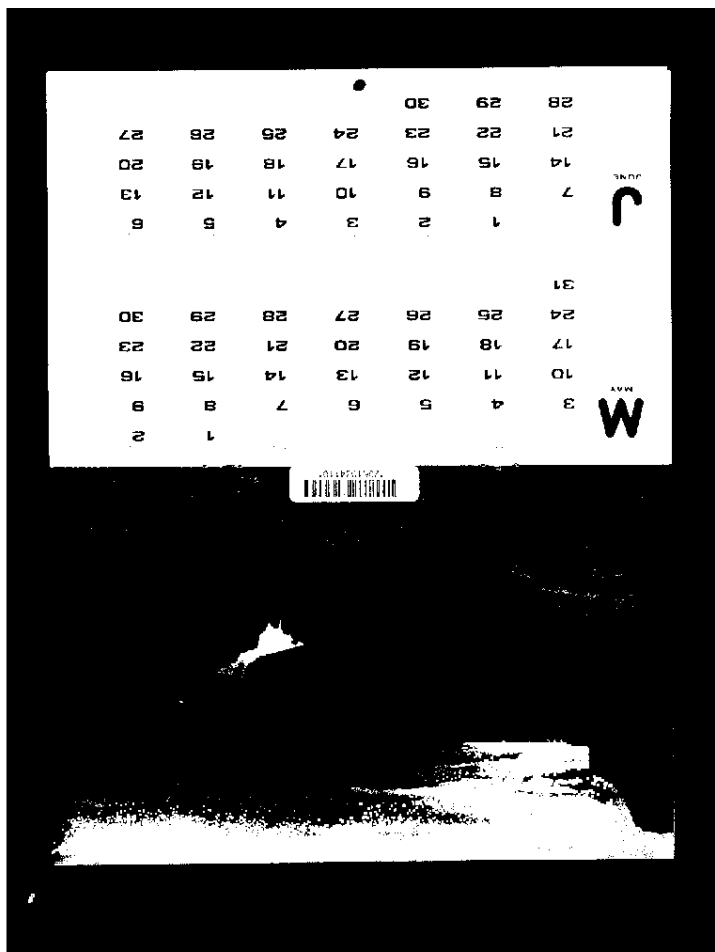 1 2
M 3 4 5 6 7 8 9
MAY
10 11 12 13 14 15 16
17 18 19 20 21 22 23
24 25 26 27 28 29 30
31
1 2 3 4 5 6
J 7 8 9 10 11 12 13
JUNE
14 15 16 17 18 19 20
21 22 23 24 25 26 27
28 29 30